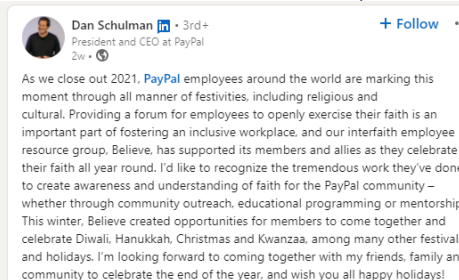 Dan Schulman in • 3rd+
+ Follow
President and CEO at PayPal
2w •
As we close out 2021, PayPal employees around the world are marking this
moment through all manner of festivities, including religious and
cultural. Providing a forum for employees to openly exercise their faith is an
important part of fostering an inclusive workplace, and our interfaith employee
resource group, Believe, has supported its members and allies as they celebrate
their faith all year round. I'd like to recognize the tremendous work they've done
to create awareness and understanding of faith for the PayPal community –
whether through community outreach, educational programming or mentorship
This winter, Believe created opportunities for members to come together and
celebrate Diwali, Hanukkah, Christmas and Kwanzaa, among many other festival
and holidays. I'm looking forward to coming together with my friends, family an
community to celebrate the end of the year, and wish you all happy holidays!